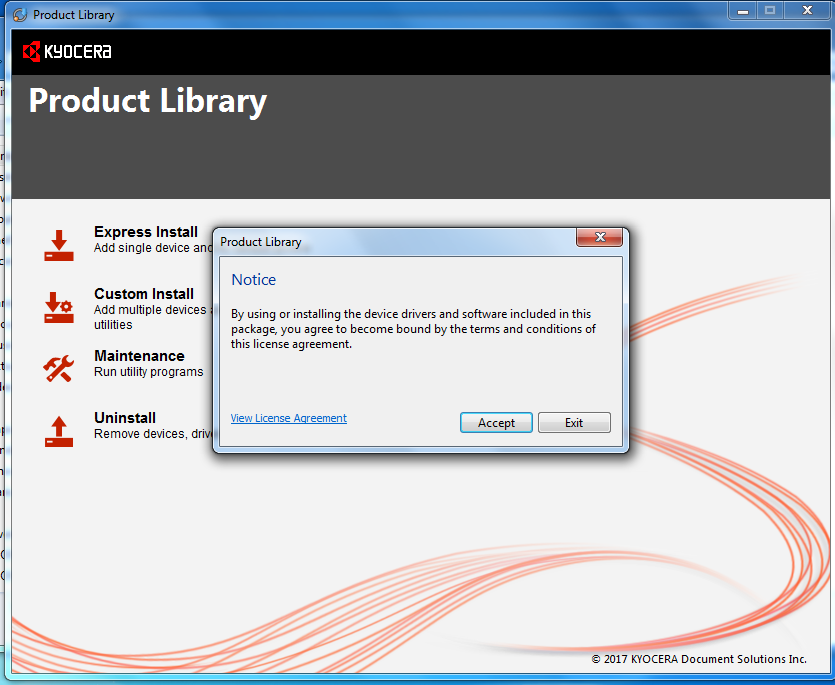 Product Library
KYOCERA
Product Library
Express Install
Add single device and
Custom Install
Add multiple devices
utilities
Maintenance
Run utility programs
Uninstall
Remove devices,
Product Library
Notice
By using or installing the device drivers and software included in this
package, you agree to become bound by the terms and conditions of
this license agreement.
View License Agreement
Accept
Exit
© 2017 KYOCERA Document Solutions Inc.